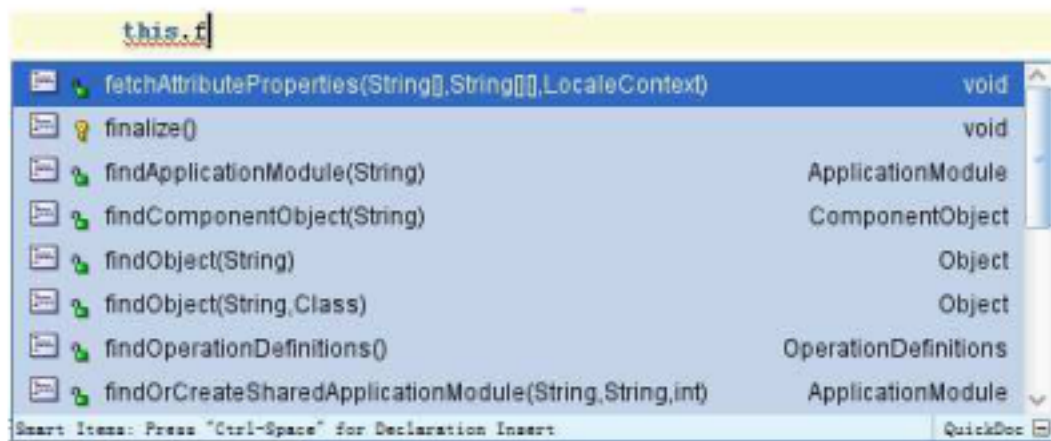 this.f
fetchAttributeProperties(String[],String[][],LocaleContext) void
finalize() void
findApplicationModule(String) ApplicationModule
findComponentObject(String) ComponentObject
findObject(String) Object
findObject(String,Class) Object
findOperationDefinitions() OperationDefinitions
findOrCreateSharedApplicationModule(String,String,int) ApplicationModule
Smart Items: Press "Ctrl-Space" for Declaration Insert QuickDoc